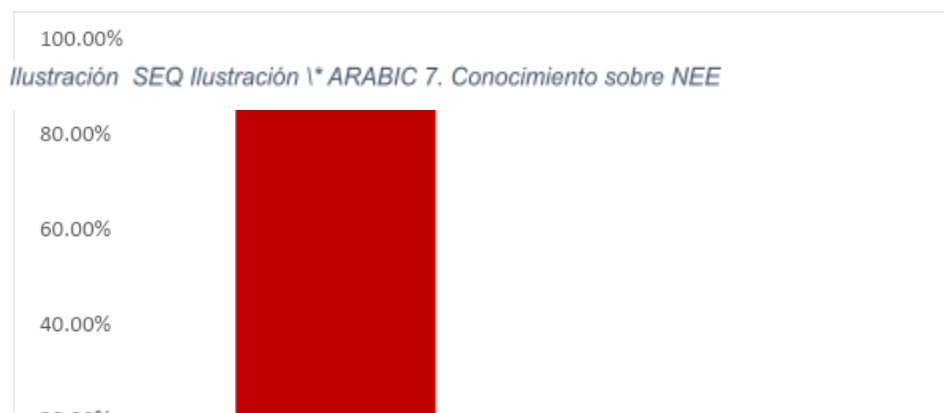 100.00%
Ilustración SEQ Ilustración \* ARABIC 7. Conocimiento sobre NEE
80.00%
60.00%
40.00%